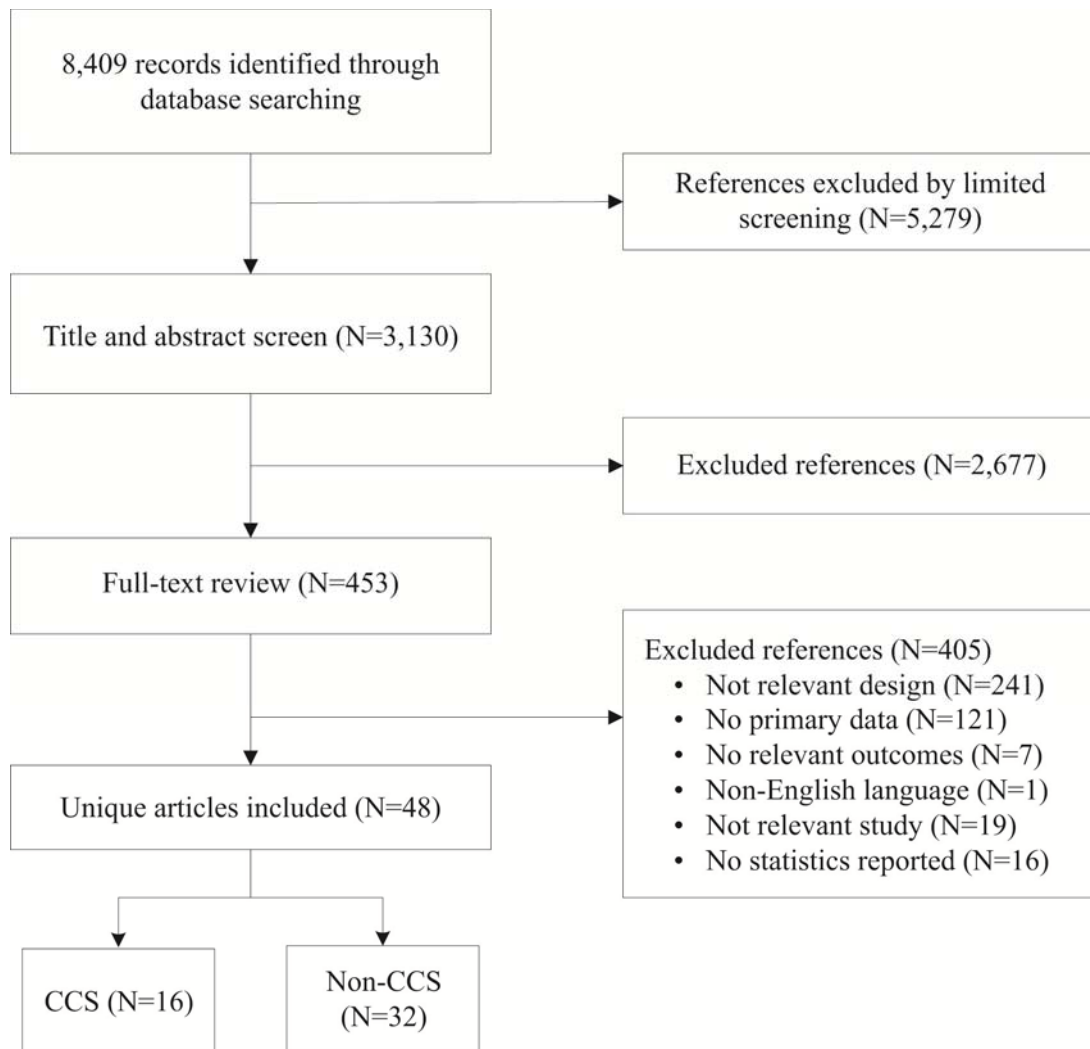 8,409 records identified through
database searching
References excluded by limited
screening (N=5,279)
Title and abstract screen (N=3,130)
Excluded references (N=2,677)
Full-text review (N=453)
Excluded references (N=405)
• Not relevant design (N=241)
• No primary data (N=121)
• No relevant outcomes (N=7)
• Non-English language (N=1)
• Not relevant study (N=19)
• No statistics reported (N=16)
Unique articles included (N=48)
CCS (N=16)
Non-CCS
(N=32)